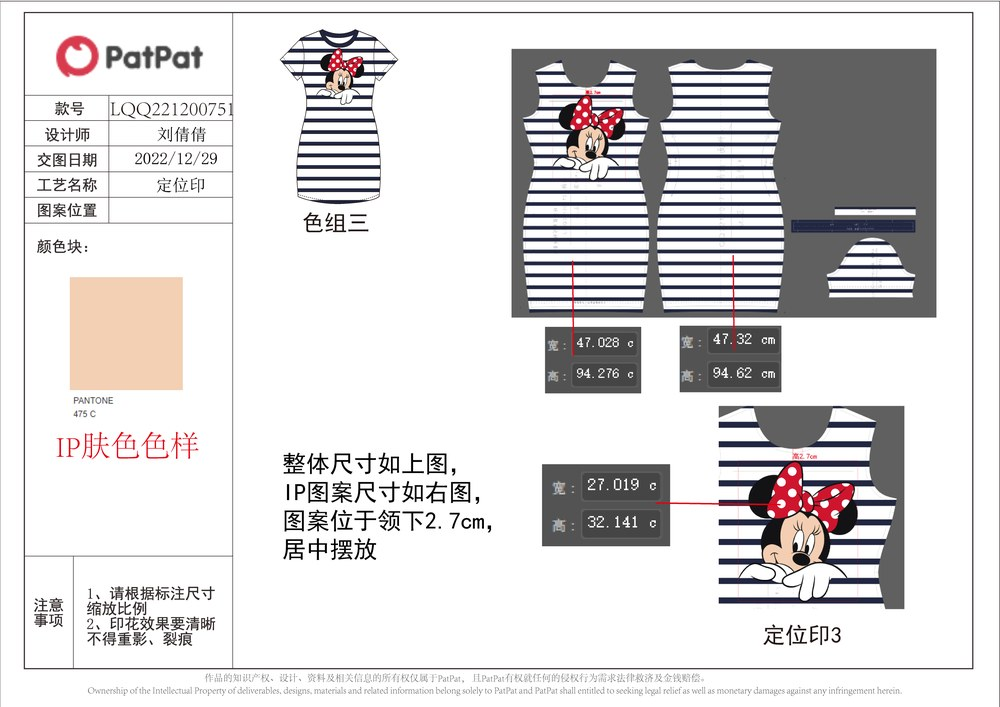 PatPat
款号 LQQ221200751
设计师 刘倩倩
交图日期 2022/12/29
工艺名称 定位印
图案位置
颜色块：
PANTONE
475 C
IP肤色色样
注意
事项
1、请根据标注尺寸
缩放比例
2、印花效果要清晰
不得重影、裂痕
色组三
宽： 47.028 c
高： 94.276 c
宽： 47.32 cm
高： 94.62 cm
整体尺寸如上图，
IP图案尺寸如右图，
图案位于领下2.7cm，
居中摆放
宽： 27.019 c
高： 32.141 c
高2.7cm
定位印3
作品的知识产权、设计、资料及相关信息的所有权仅属于PatPat， 且PatPat有权就任何的侵权行为需求法律救济及金钱赔偿。
Ownership of the Intellectual Property of deliverables, designs, materials and related information belong solely to PatPat and PatPat shall entitled to seeking legal relief as well as monetary damages against any infringement herein.